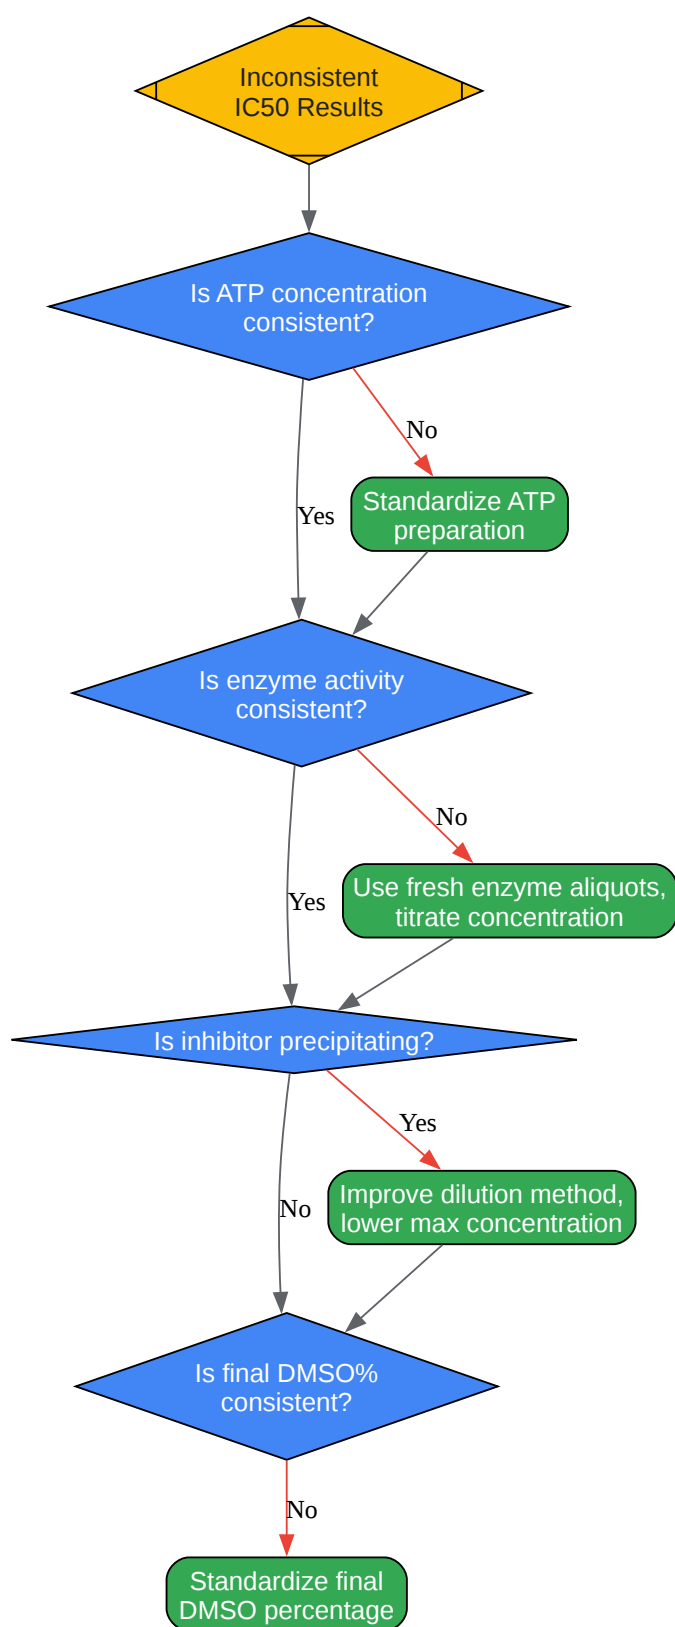 Inconsistent
IC50 Results
Is ATP concentration
consistent?
No
Yes
Standardize ATP
preparation
Is enzyme activity
consistent?
No
Yes
Use fresh enzyme aliquots,
titrate concentration
Is inhibitor precipitating?
Yes
No
Improve dilution method,
lower max concentration
Is final DMSO%
consistent?
No
Standardize final
DMSO percentage